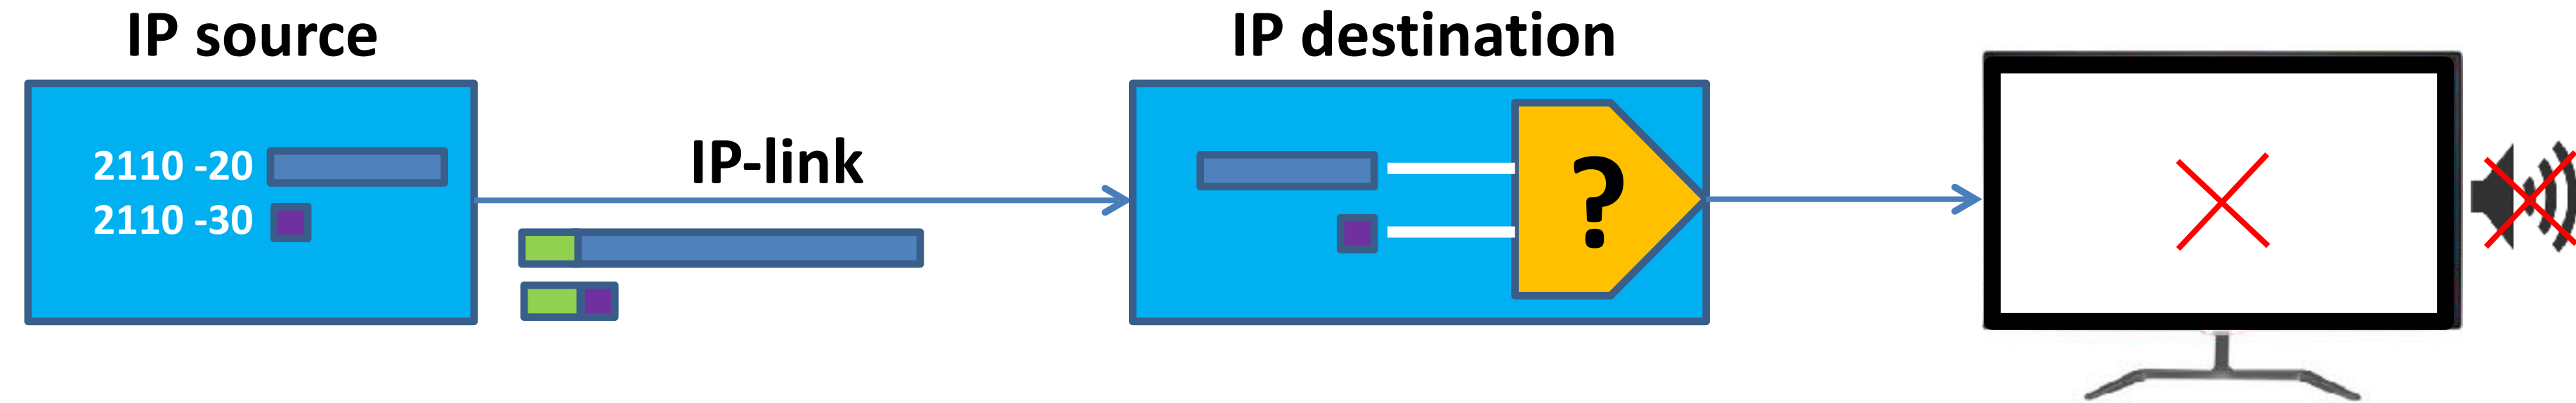 IP source
IP destination
2110 -20
IP-link
2110 -30
?